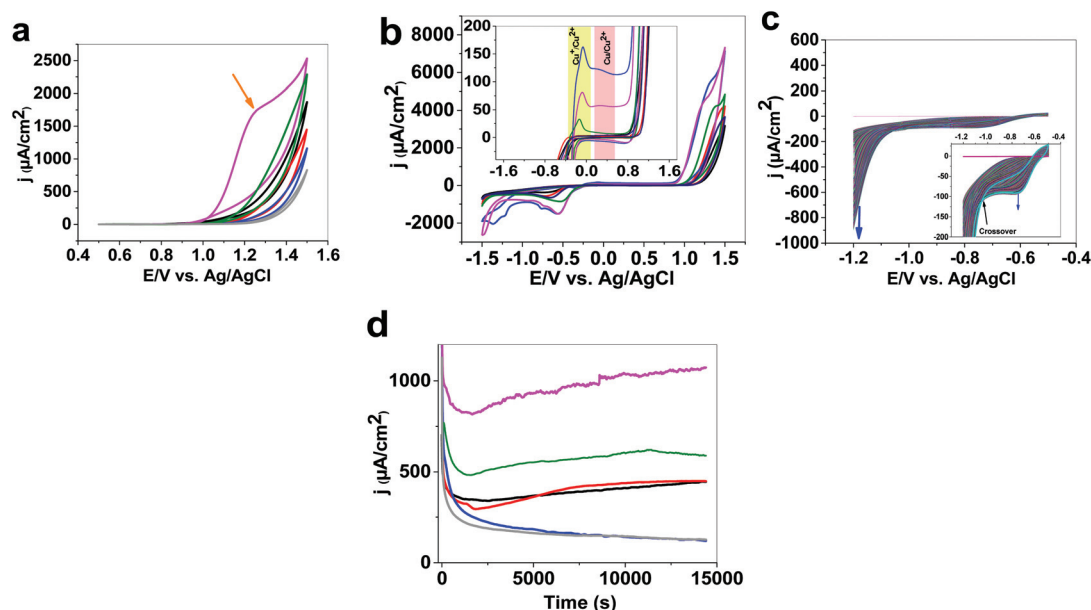 a
2500
2000
1500
1000
500
0
0.4 0.6 0.8 1.0 1.2 1.4 1.6
E/V vs. Ag/AgCl
j (µA/cm2)
b
8000
6000
4000
2000
0
-2000
-1.5 -1.0 -0.5 0.0 0.5 1.0 1.5
E/V vs. Ag/AgCl
j (µA/cm2)
200
150
100
50
0
-1.6 -0.8 0.0 0.8 1.6
Cu+/Cu2+
Cu/Cu2+
c
600
400
200
0
-200
-400
-600
-800
-1000
-1.2 -1.0 -0.8 -0.6 -0.4
E/V vs. Ag/AgCl
j (µA/cm2)
-1.2 -1.0 -0.8 -0.6 -0.4
0
-100
-200
Crossover
d
1000
500
0
0 5000 10000 15000
Time (s)
j (µA/cm2)